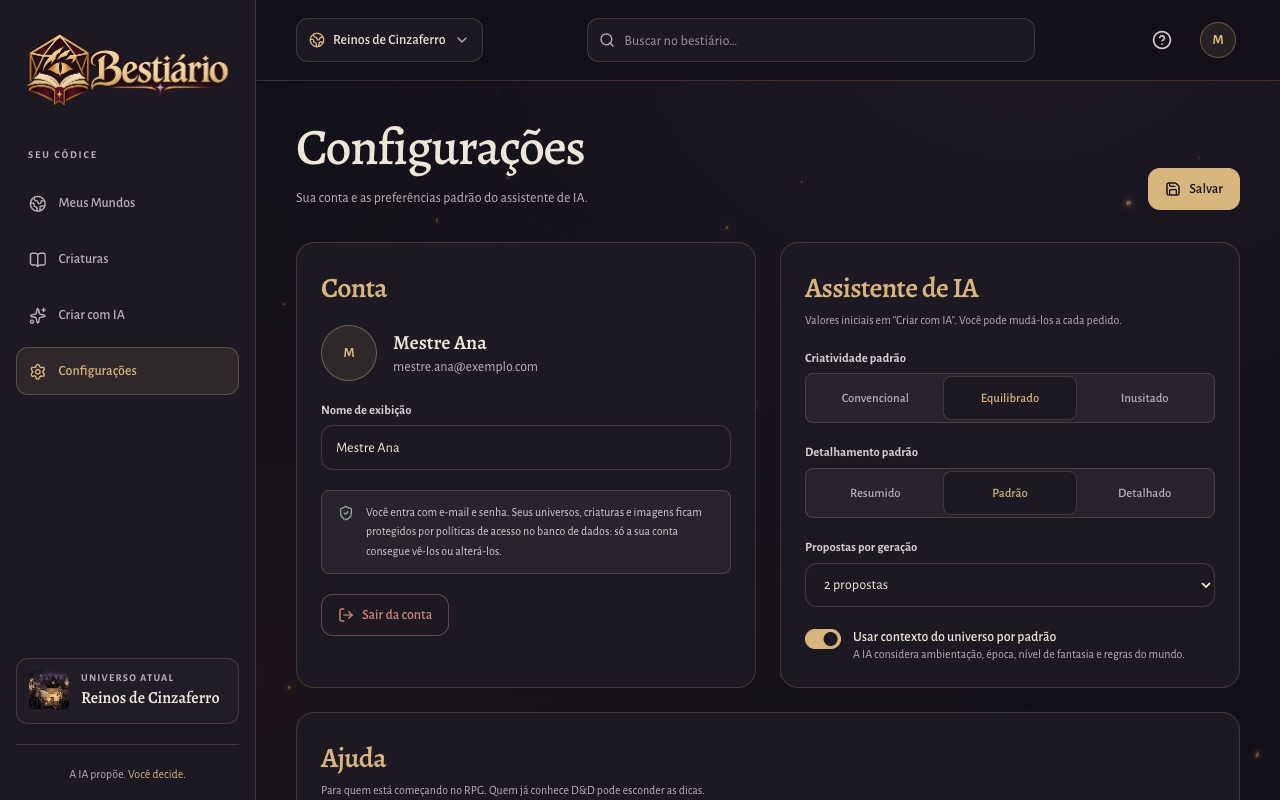 Bestiário
SEU CÓDICE
Meus Mundos
Criaturas
Criar com IA
Configurações
UNIVERSO ATUAL
Reinos de Cinzaferro
A IA propõe. Você decide.
Reinos de Cinzaferro
Buscar no bestiário...
M
Configurações
Sua conta e as preferências padrão do assistente de IA.
Salvar
Conta
M
Mestre Ana
mestre.ana@exemplo.com
Nome de exibição
Mestre Ana
Você entra com e-mail e senha. Seus universos, criaturas e imagens ficam
protegidos por políticas de acesso no banco de dados: só a sua conta
consegue vê-los ou alterá-los.
Sair da conta
Assistente de IA
Valores iniciais em “Criar com IA”. Você pode mudá-los a cada pedido.
Criatividade padrão
Convencional Equilibrado Inusitado
Detalhamento padrão
Resumido Padrão Detalhado
Propostas por geração
2 propostas
Usar contexto do universo por padrão
A IA considera ambientação, época, nível de fantasia e regras do mundo.
Ajuda
Para quem está começando no RPG. Quem já conhece D&D pode esconder as dicas.